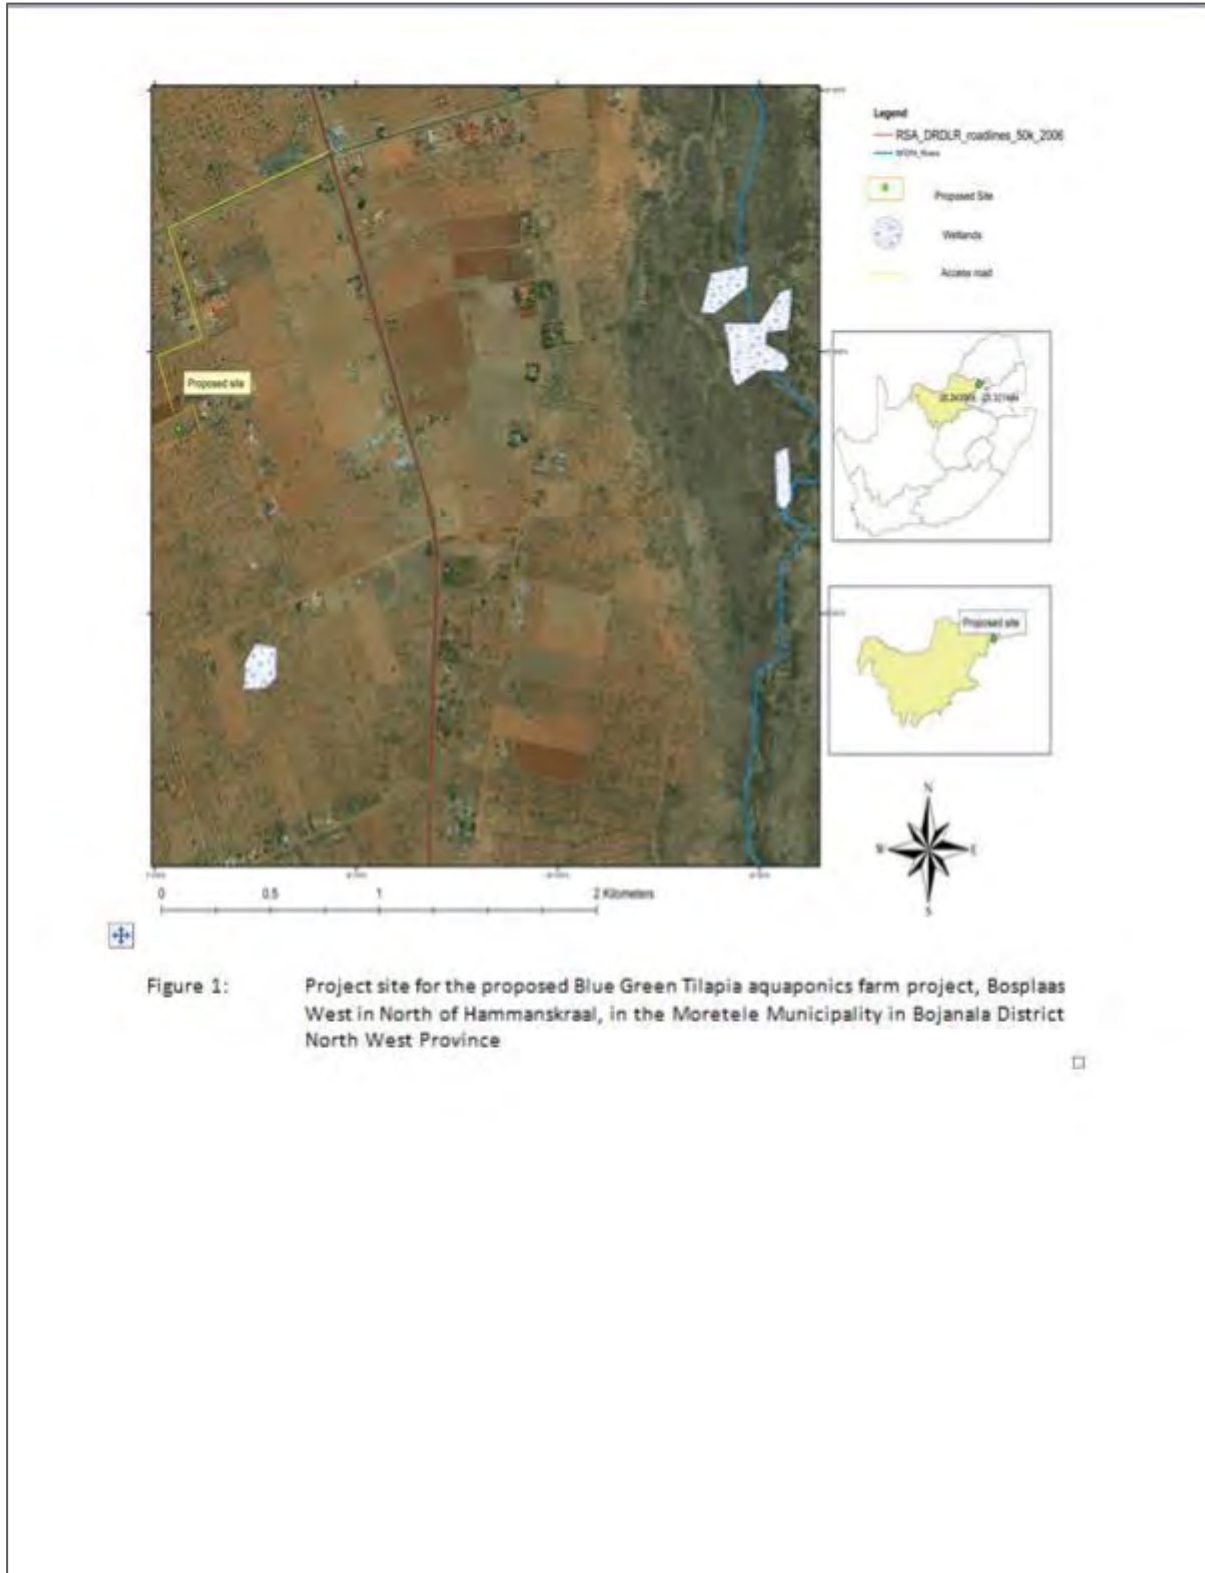 Legend
RSA_DRDLR_roadlines_50k_2006
Proposed Site
Wetlands
Access road
Proposed site
Proposed site
N
W
E
S
0
0.5
1
2 Kilometers
Figure 1: Project site for the proposed Blue Green Tilapia aquaponics farm project, Bosplaas
West in North of Hammanskraal, in the Moretele Municipality in Bojanala District
North West Province